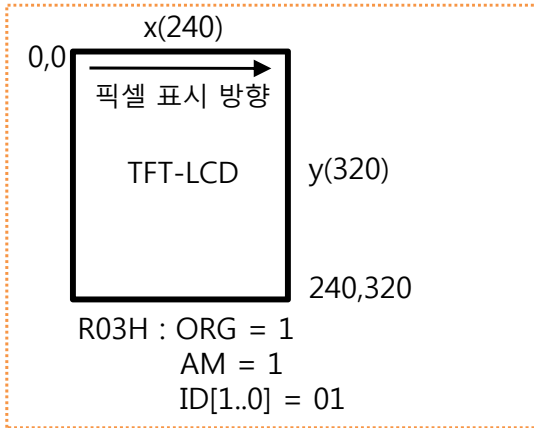 x(240)
0,0
픽셀 표시 방향
TFT-LCD
y(320)
240,320
R03H : ORG = 1
AM = 1
ID[1..0] = 01